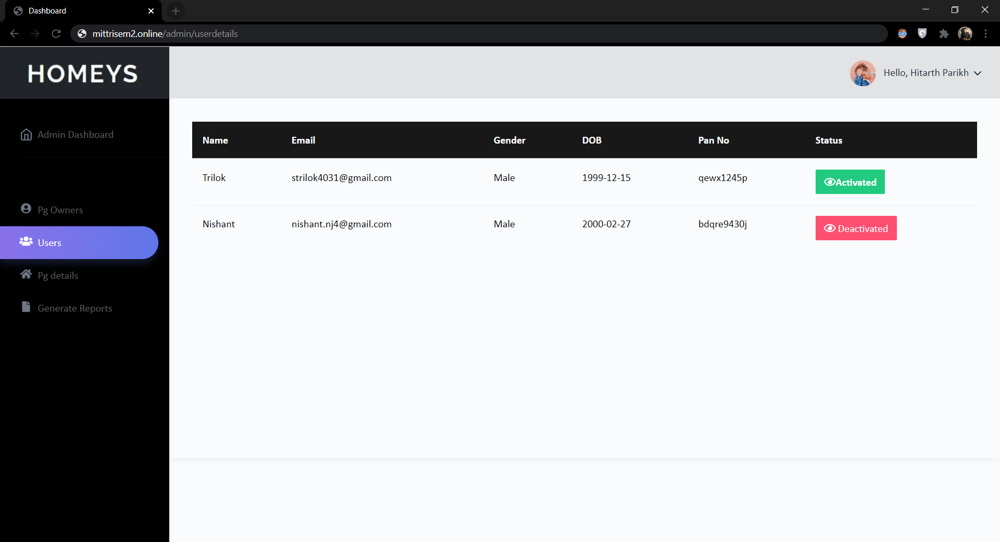 Dashboard
mittrisem2.online/admin/userdetails
HOMEYS
Hello, Hitarth Parikh
Admin Dashboard
Pg Owners
Users
Pg details
Generate Reports
Name Email Gender DOB Pan No Status
Trilok strilok4031@gmail.com Male 1999-12-15 qewx1245p Activated
Nishant nishant.nj4@gmail.com Male 2000-02-27 bdqre9430j Deactivated